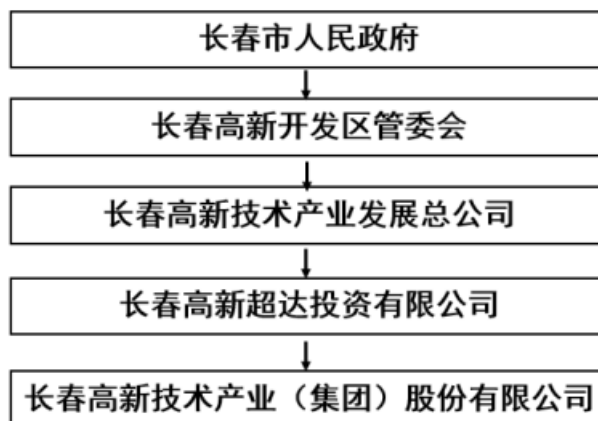 长春市人民政府
长春高新开发区管委会
长春高新技术产业发展总公司
长春高新超达投资有限公司
长春高新技术产业（集团）股份有限公司